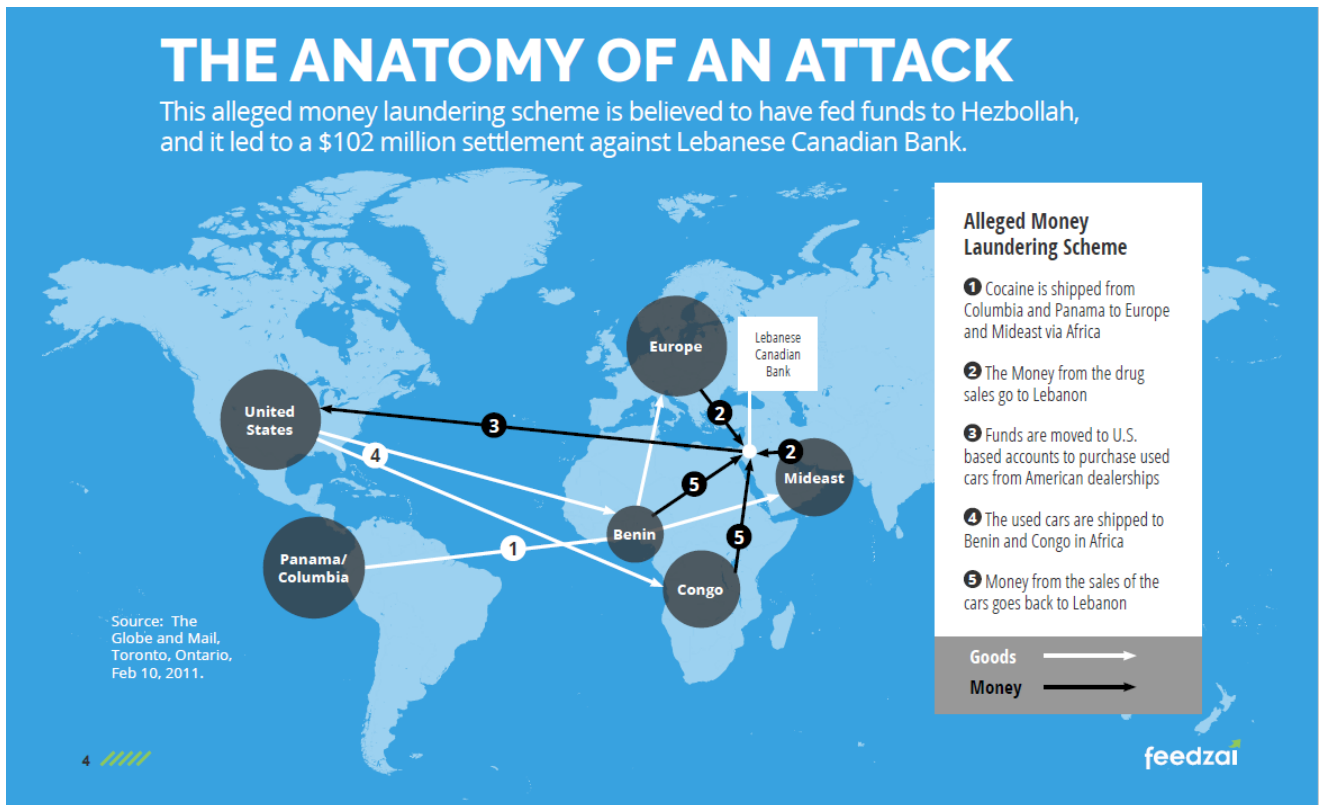 THE ANATOMY OF AN ATTACK
This alleged money laundering scheme is believed to have fed funds to Hezbollah,
and it led to a $102 million settlement against Lebanese Canadian Bank.
Alleged Money
Laundering Scheme
1 Cocaine is shipped from
Columbia and Panama to Europe
and Mideast via Africa
2 The Money from the drug
sales go to Lebanon
3 Funds are moved to U.S.
based accounts to purchase used
cars from American dealerships
4 The used cars are shipped to
Benin and Congo in Africa
5 Money from the sales of the
cars goes back to Lebanon
Goods
Money
Europe
Lebanese
Canadian
Bank
United
States
2
3
4
2
Mideast
5
Benin
5
1
Panama/
Columbia
Congo
Source: The
Globe and Mail,
Toronto, Ontario,
Feb 10, 2011.
4
feedzai